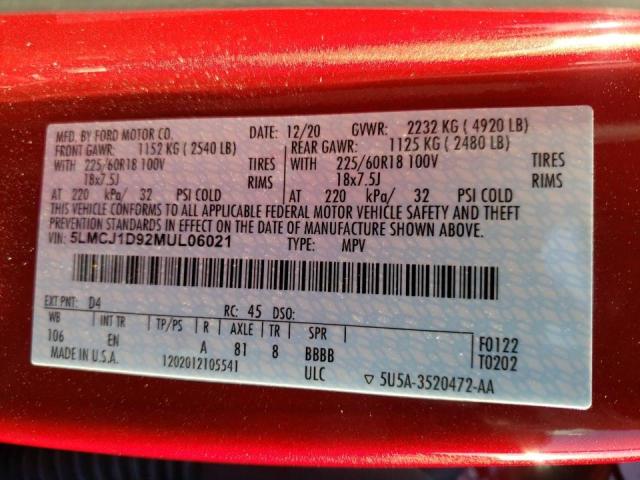 MFD. BY FORD MOTOR CO. DATE: 12/20 GVWR: 2232 KG ( 4920 LB)
FRONT GAWR: 1152 KG ( 2540 LB) REAR GAWR: 1125 KG ( 2480 LB)
WITH 225/60R18 100V TIRES WITH 225/60R18 100V TIRES
18x7.5J RIMS 18x7.5J RIMS
AT 220 kPa/ 32 PSI COLD AT 220 kPa/ 32 PSI COLD
THIS VEHICLE CONFORMS TO ALL APPLICABLE FEDERAL MOTOR VEHICLE SAFETY AND THEFT
PREVENTION STANDARDS IN EFFECT ON THE DATE OF MANUFACTURE SHOWN ABOVE.
VIN: 5LMCJ1D92MUL06021 TYPE: MPV
EXT PNT: D4 RC: 45 DSO:
WB INT TR TP/PS R AXLE TR SPR
106 EN A 81 8 BBBB F0122
MADE IN U.S.A. 1202012105541 ULC T0202
▽ 5U5A-3520472-AA